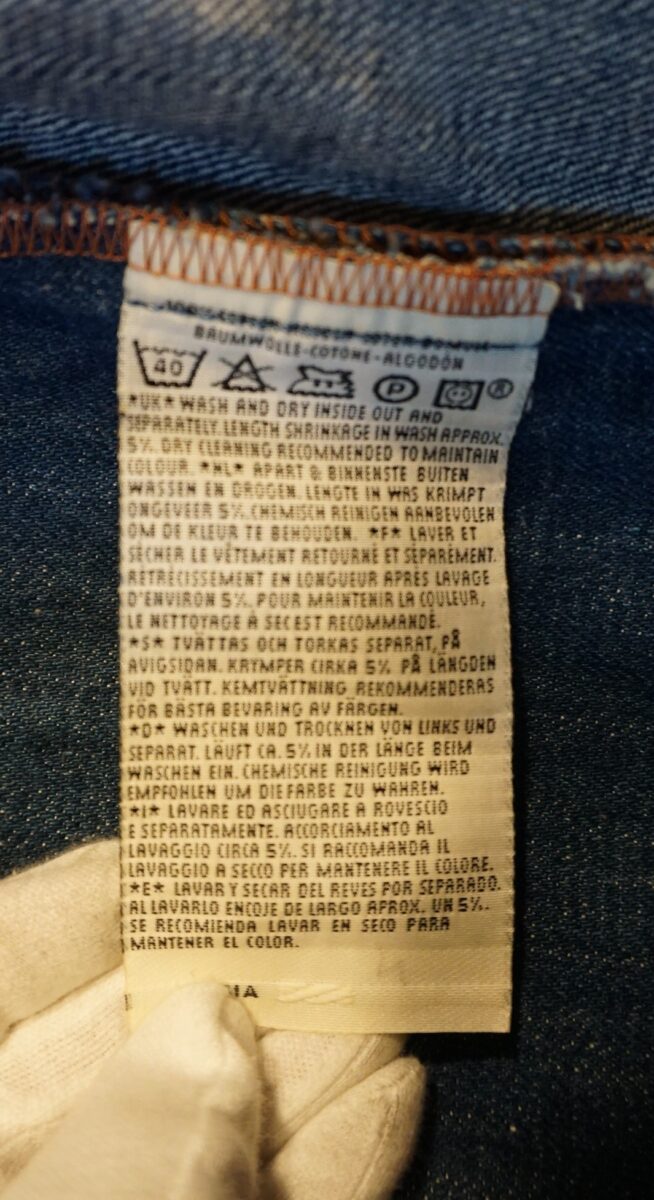 BAUMWOLLE-COTONE-ALGODÓN
40 P ®
*UK* WASH AND DRY INSIDE OUT AND
SEPARATELY. LENGTH SHRINKAGE IN WASH APPROX.
5%. DRY CLEANING RECOMMENDED TO MAINTAIN
COLOUR. *NL* APART & BINNENSTE BUITEN
WASSEN EN DROGEN. LENGTE IN WAS KRIMPT
ONGEVEER 5%. CHEMISCH REINIGEN AANBEVOLEN
OM DE KLEUR TE BEHOUDEN. *F* LAVER ET
SÉCHER LE VÊTEMENT RETOURNÉ ET SÉPARÉMENT.
RÉTRÉCISSEMENT EN LONGUEUR APRÈS LAVAGE
D'ENVIRON 5%. POUR MAINTENIR LA COULEUR,
LE NETTOYAGE À SEC EST RECOMMANDÉ.
*S* TVÄTTAS OCH TORKAS SEPARAT, PÅ
AVIGSIDAN. KRYMPER CIRKA 5% PÅ LÄNGDEN
VID TVÄTT. KEMTVÄTTNING REKOMMENDERAS
FÖR BÄSTA BEVARING AV FÄRGEN.
*D* WASCHEN UND TROCKNEN VON LINKS UND
SEPARAT. LÄUFT CA. 5% IN DER LÄNGE BEIM
WASCHEN EIN. CHEMISCHE REINIGUNG WIRD
EMPFOHLEN UM DIE FARBE ZU WAHREN.
*I* LAVARE ED ASCIUGARE A ROVESCIO
E SEPARATAMENTE. ACCORCIAMENTO AL
LAVAGGIO CIRCA 5%. SI RACCOMANDA IL
LAVAGGIO A SECCO PER MANTENERE IL COLORE.
*E* LAVAR Y SECAR DEL REVES POR SEPARADO.
AL LAVARLO ENCOJE DE LARGO APROX. UN 5%.
SE RECOMIENDA LAVAR EN SECO PARA
MANTENER EL COLOR.